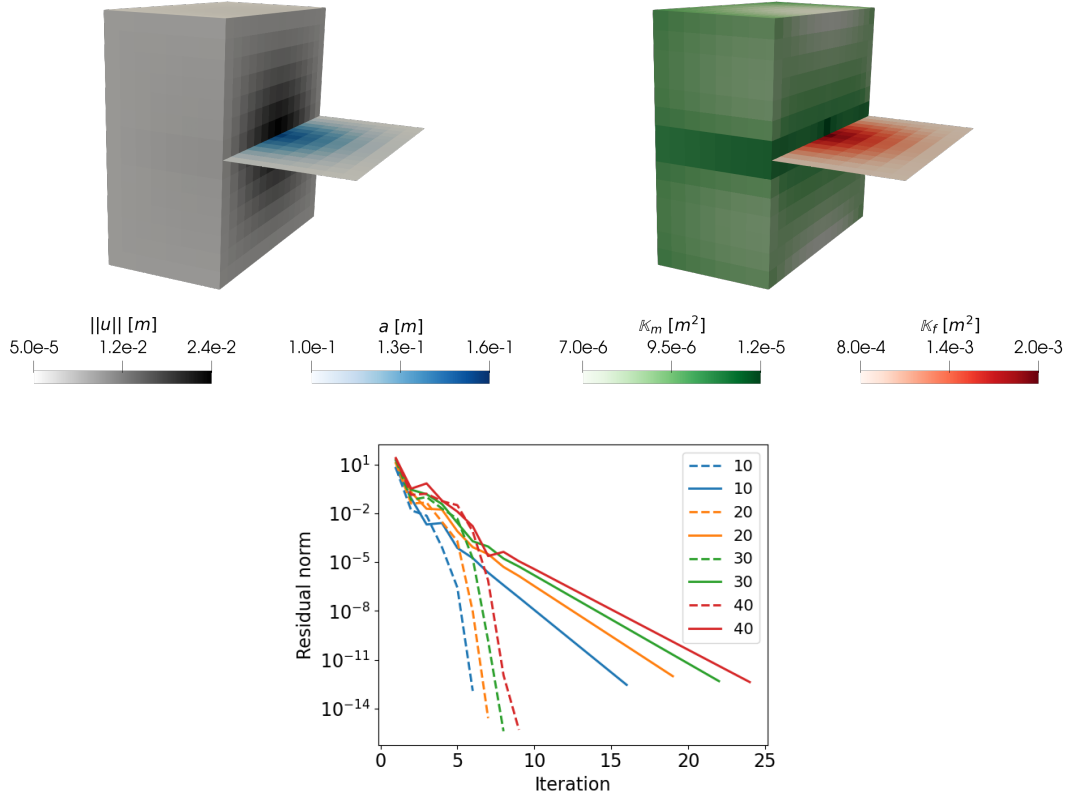 ||u|| [m]
5.0e-5 1.2e-2 2.4e-2
a [m]
1.0e-1 1.3e-1 1.6e-1
𝕂m [m²]
7.0e-6 9.5e-6 1.2e-5
𝕂f [m²]
8.0e-4 1.4e-3 2.0e-3
Residual norm
10¹
10⁻²
10⁻⁵
10⁻⁸
10⁻¹¹
10⁻¹⁴
10
10
20
20
30
30
40
40
0 5 10 15 20 25
Iteration